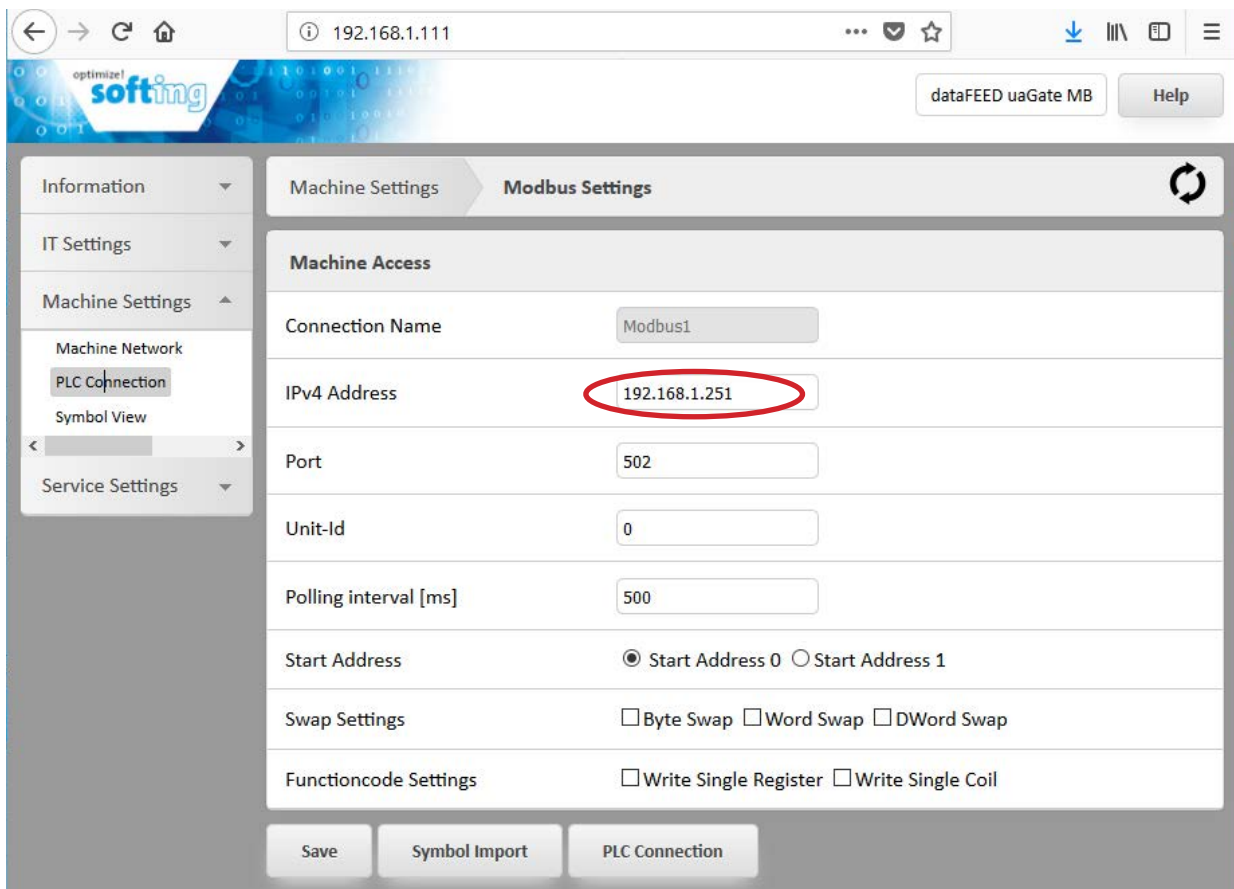 192.168.1.111
optimize!
softing
dataFEED uaGate MB Help
Information
IT Settings
Machine Settings
Machine Network
PLC Connection
Symbol View
Service Settings
Machine Settings Modbus Settings
Machine Access
Connection Name Modbus1
IPv4 Address 192.168.1.251
Port 502
Unit-Id 0
Polling interval [ms] 500
Start Address Start Address 0 Start Address 1
Swap Settings Byte Swap Word Swap DWord Swap
Functioncode Settings Write Single Register Write Single Coil
Save Symbol Import PLC Connection